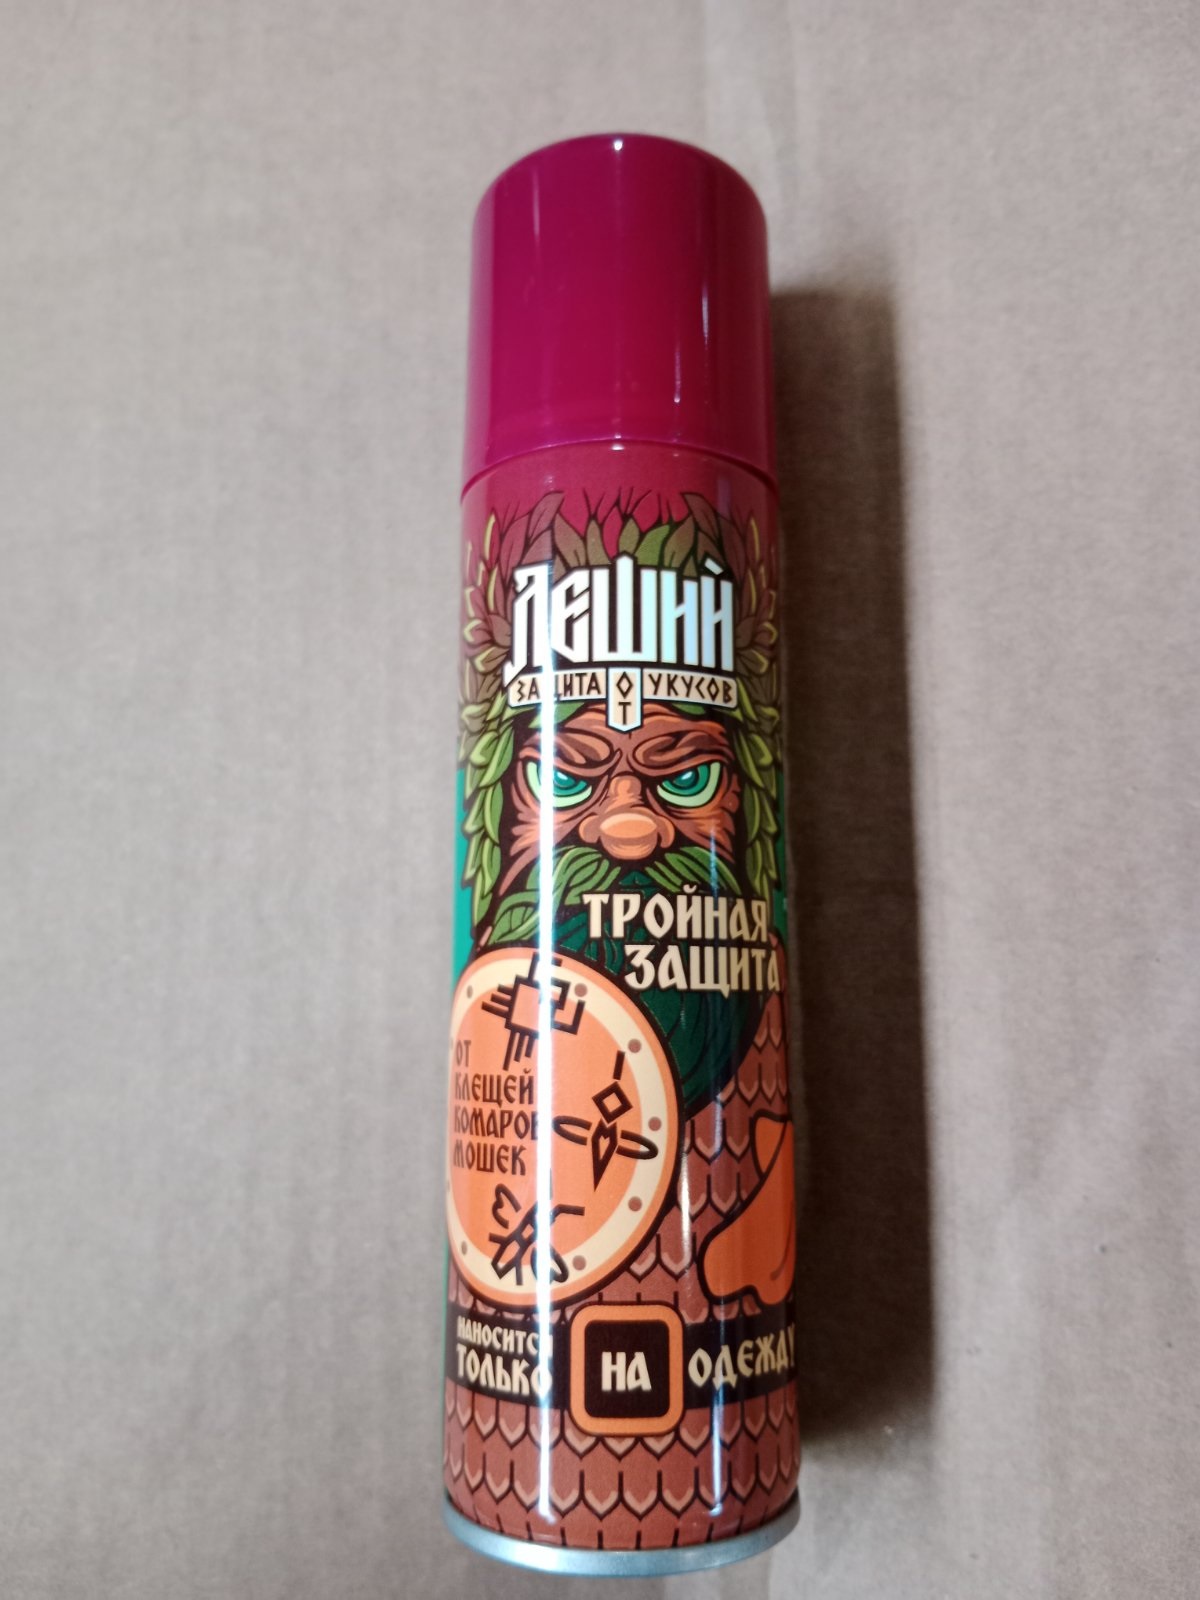 Леший
ЗАЩИТА ОТ УКУСОВ
ТРОЙНАЯ
ЗАЩИТА
ОТ
КЛЕЩЕЙ
КОМАРОВ
МОШЕК
НАНОСИТСЯ
ТОЛЬКО НА ОДЕЖДУ